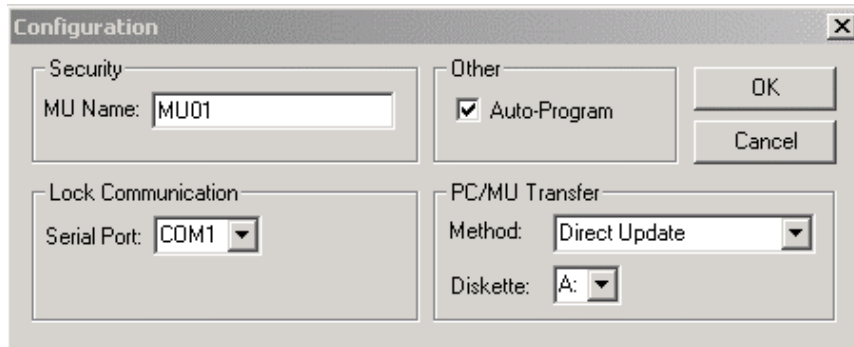 Configuration
Security
MU Name: MU01
Other
Auto-Program
OK
Cancel
Lock Communication
Serial Port: COM1
PC/MU Transfer
Method: Direct Update
Diskette: A: